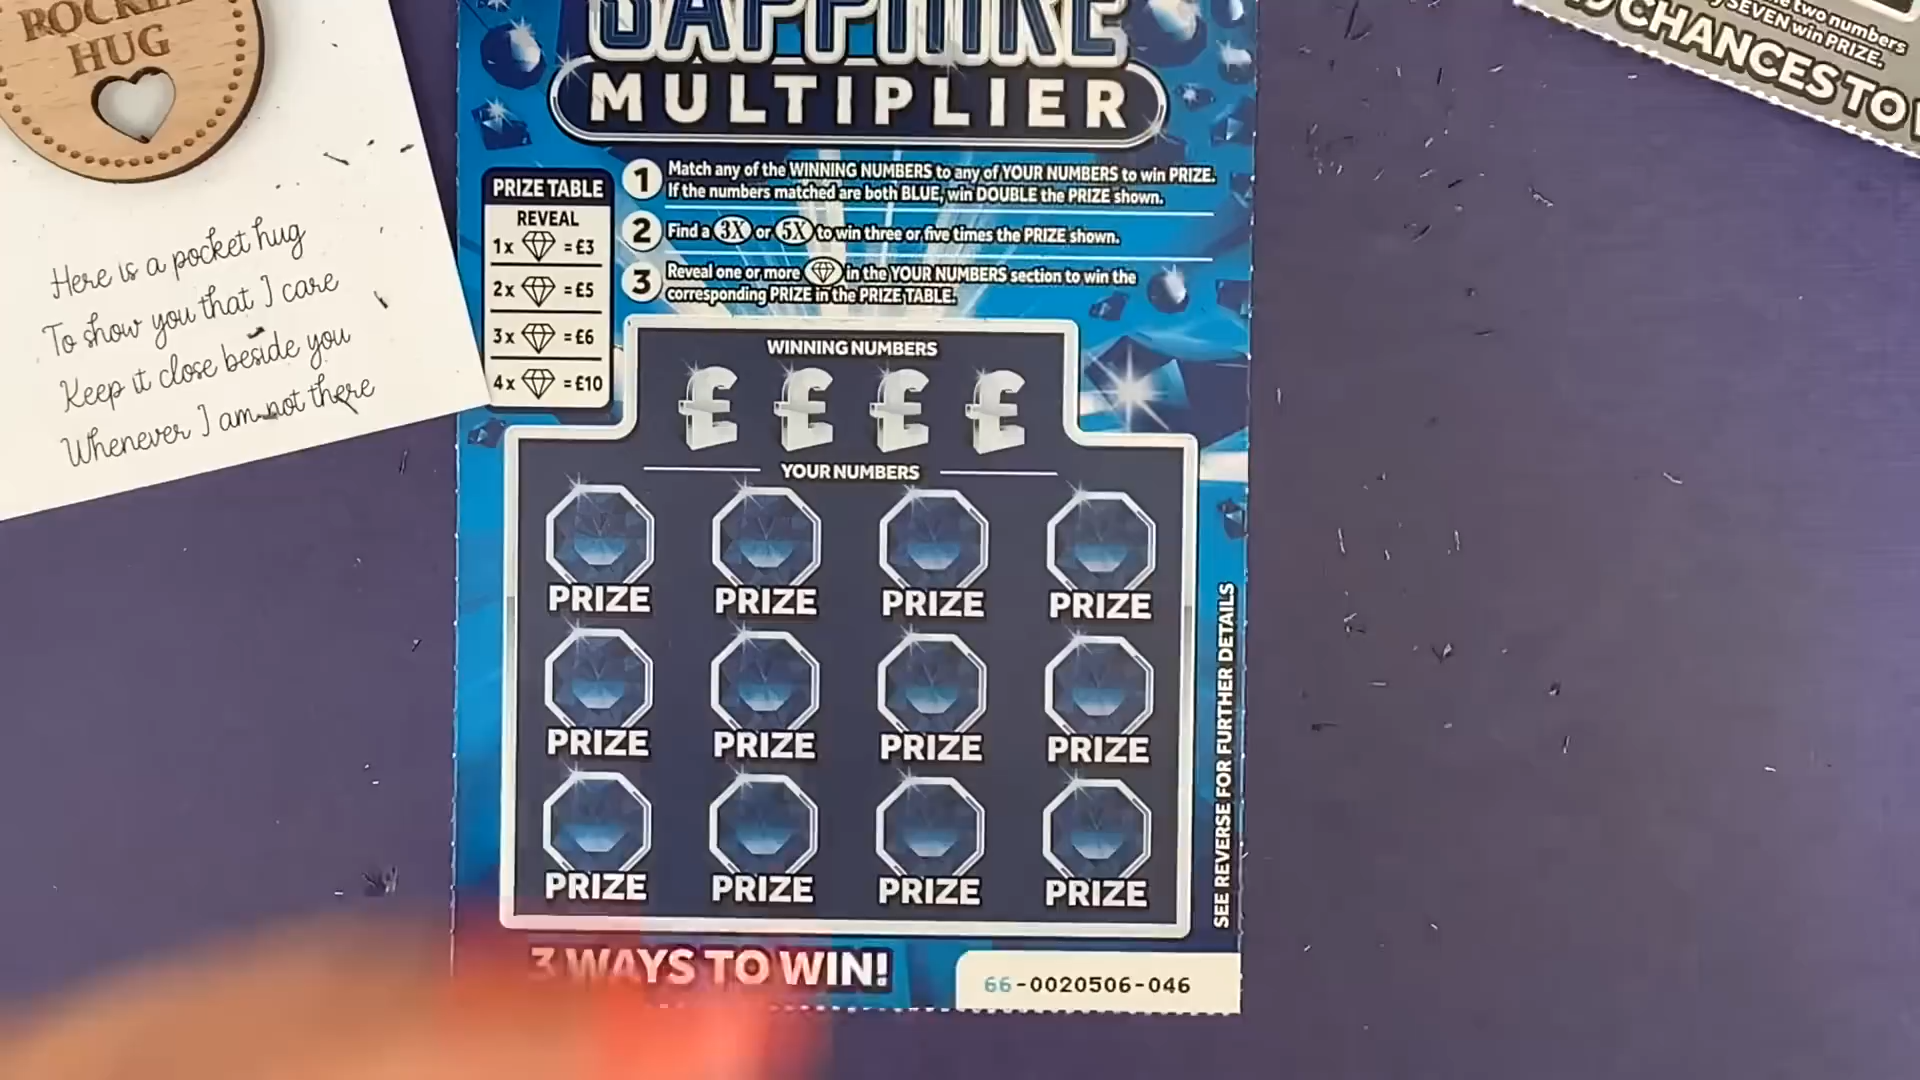 POCKET
HUG
Here is a pocket hug
To show you that I care
Keep it close beside you
Whenever I am not there
SAPPHIRE
MULTIPLIER
PRIZE TABLE
REVEAL
1x =£3
2x =£5
3x =£6
4x =£10
1 Match any of the WINNING NUMBERS to any of YOUR NUMBERS to win PRIZE.
If the numbers matched are both BLUE, win DOUBLE the PRIZE shown.
2 Find a 3X or 5X to win three or five times the PRIZE shown.
3 Reveal one or more in the YOUR NUMBERS section to win the
corresponding PRIZE in the PRIZE TABLE.
WINNING NUMBERS
£ £ £ £
YOUR NUMBERS
PRIZE PRIZE PRIZE PRIZE
PRIZE PRIZE PRIZE PRIZE
PRIZE PRIZE PRIZE PRIZE
3 WAYS TO WIN!
66-0020506-046
SEE REVERSE FOR FURTHER DETAILS
two numbers
SEVEN win PRIZE.
CHANCES TO